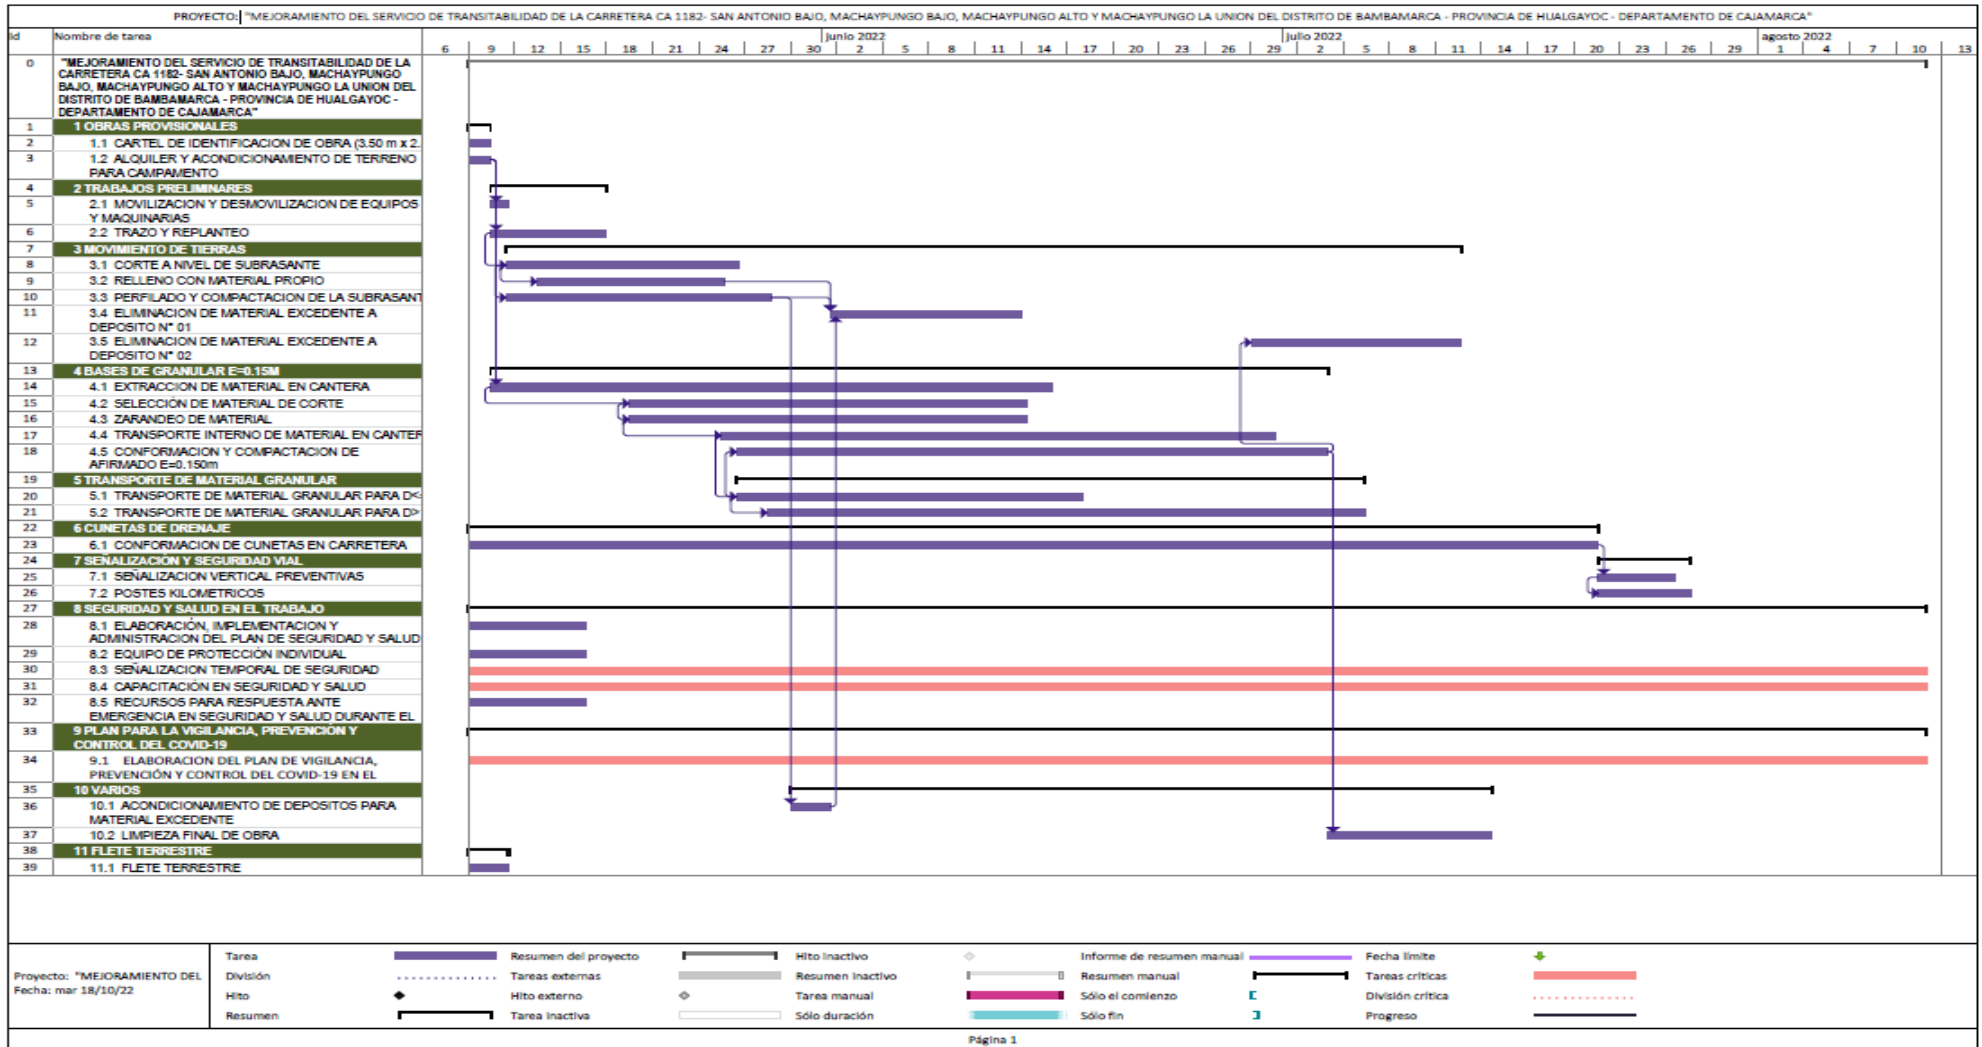 PROYECTO: "MEJORAMIENTO DEL SERVICIO DE TRANSITABILIDAD DE LA CARRETERA CA 1182- SAN ANTONIO BAJO, MACHAYPUNGO BAJO, MACHAYPUNGO ALTO Y MACHAYPUNGO LA UNION DEL DISTRITO DE BAMBAMARCA - PROVINCIA DE HUALGAYOC - DEPARTAMENTO DE CAJAMARCA"
Id Nombre de tarea junio 2022 julio 2022 agosto 2022
6 9 12 15 18 21 24 27 30 2 5 8 11 14 17 20 23 26 29 2 5 8 11 14 17 20 23 26 29 1 4 7 10 13
0 "MEJORAMIENTO DEL SERVICIO DE TRANSITABILIDAD DE LA
CARRETERA CA 1182- SAN ANTONIO BAJO, MACHAYPUNGO
BAJO, MACHAYPUNGO ALTO Y MACHAYPUNGO LA UNION DEL
DISTRITO DE BAMBAMARCA - PROVINCIA DE HUALGAYOC -
DEPARTAMENTO DE CAJAMARCA"
1 1 OBRAS PROVISIONALES
2 1.1 CARTEL DE IDENTIFICACION DE OBRA (3.50 m x 2.
3 1.2 ALQUILER Y ACONDICIONAMIENTO DE TERRENO
PARA CAMPAMENTO
4 2 TRABAJOS PRELIMINARES
5 2.1 MOVILIZACION Y DESMOVILIZACION DE EQUIPOS
Y MAQUINARIAS
6 2.2 TRAZO Y REPLANTEO
7 3 MOVIMIENTO DE TIERRAS
8 3.1 CORTE A NIVEL DE SUBRASANTE
9 3.2 RELLENO CON MATERIAL PROPIO
10 3.3 PERFILADO Y COMPACTACION DE LA SUBRASANT
11 3.4 ELIMINACION DE MATERIAL EXCEDENTE A
DEPOSITO N° 01
12 3.5 ELIMINACION DE MATERIAL EXCEDENTE A
DEPOSITO N° 02
13 4 BASES DE GRANULAR E=0.15M
14 4.1 EXTRACCION DE MATERIAL EN CANTERA
15 4.2 SELECCIÓN DE MATERIAL DE CORTE
16 4.3 ZARANDEO DE MATERIAL
17 4.4 TRANSPORTE INTERNO DE MATERIAL EN CANTER
18 4.5 CONFORMACION Y COMPACTACION DE
AFIRMADO E=0.150m
19 5 TRANSPORTE DE MATERIAL GRANULAR
20 5.1 TRANSPORTE DE MATERIAL GRANULAR PARA D<
21 5.2 TRANSPORTE DE MATERIAL GRANULAR PARA D>
22 6 CUNETAS DE DRENAJE
23 6.1 CONFORMACION DE CUNETAS EN CARRETERA
24 7 SEÑALIZACIÓN Y SEGURIDAD VIAL
25 7.1 SEÑALIZACION VERTICAL PREVENTIVAS
26 7.2 POSTES KILOMETRICOS
27 8 SEGURIDAD Y SALUD EN EL TRABAJO
28 8.1 ELABORACIÓN, IMPLEMENTACION Y
ADMINISTRACION DEL PLAN DE SEGURIDAD Y SALUD
29 8.2 EQUIPO DE PROTECCIÓN INDIVIDUAL
30 8.3 SEÑALIZACION TEMPORAL DE SEGURIDAD
31 8.4 CAPACITACIÓN EN SEGURIDAD Y SALUD
32 8.5 RECURSOS PARA RESPUESTA ANTE
EMERGENCIA EN SEGURIDAD Y SALUD DURANTE EL
33 9 PLAN PARA LA VIGILANCIA, PREVENCIÓN Y
CONTROL DEL COVID-19
34 9.1 ELABORACION DEL PLAN DE VIGILANCIA,
PREVENCIÓN Y CONTROL DEL COVID-19 EN EL
35 10 VARIOS
36 10.1 ACONDICIONAMIENTO DE DEPOSITOS PARA
MATERIAL EXCEDENTE
37 10.2 LIMPIEZA FINAL DE OBRA
38 11 FLETE TERRESTRE
39 11.1 FLETE TERRESTRE
Proyecto: "MEJORAMIENTO DEL
Fecha: mar 18/10/22
Tarea Resumen del proyecto Hito inactivo Informe de resumen manual Fecha límite
División Tareas externas Resumen inactivo Resumen manual Tareas críticas
Hito Hito externo Tarea manual Sólo el comienzo División crítica
Resumen Tarea inactiva Sólo duración Sólo fin Progreso
Página 1